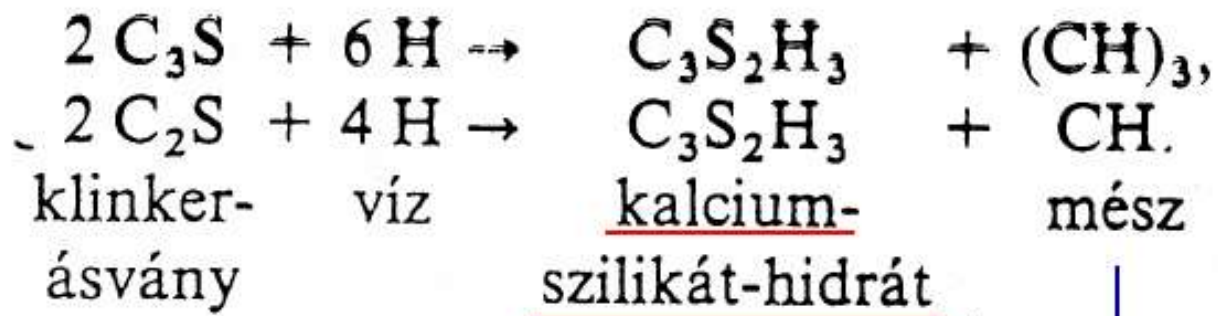 2 C₃S + 6 H → C₃S₂H₃ + (CH)₃,
2 C₂S + 4 H → C₃S₂H₃ + CH.
klinker- víz kalcium- mész
ásvány szilikát-hidrát